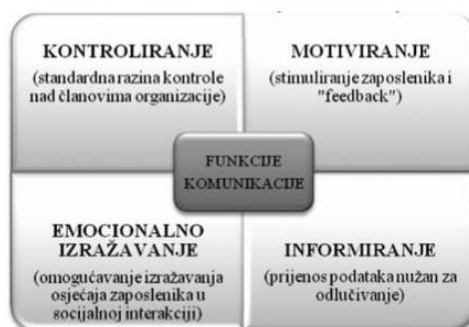 KONTROLIRANJE
(standardna razina kontrole
nad članovima organizacije)
MOTIVIRANJE
(stimuliranje zaposlenika i
"feedback")
FUNKCIJE
KOMUNIKACIJE
EMOCIONALNO
IZRAŽAVANJE
(omogućavanje izražavanja
osjećaja zaposlenika u
socijalnoj interakciji)
INFORMIRANJE
(prijenos podataka nužan za
odlučivanje)